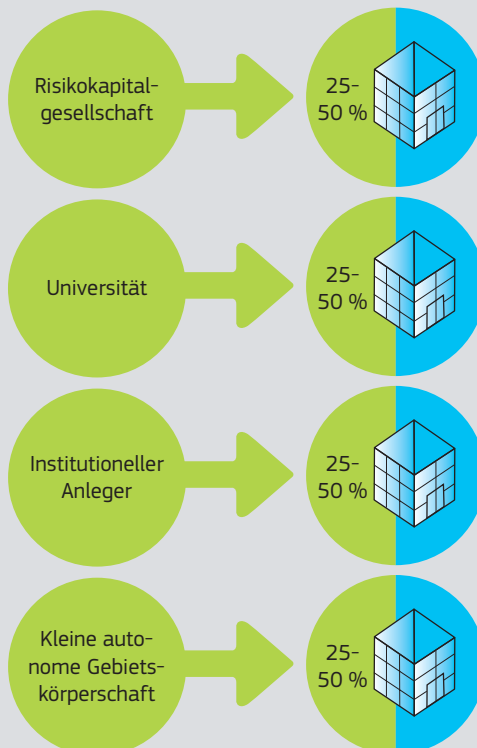 Risikokapital-
gesellschaft
25-
50 %
Universität
25-
50 %
Institutioneller
Anleger
25-
50 %
Kleine auto-
nome Gebiets-
körperschaft
25-
50 %